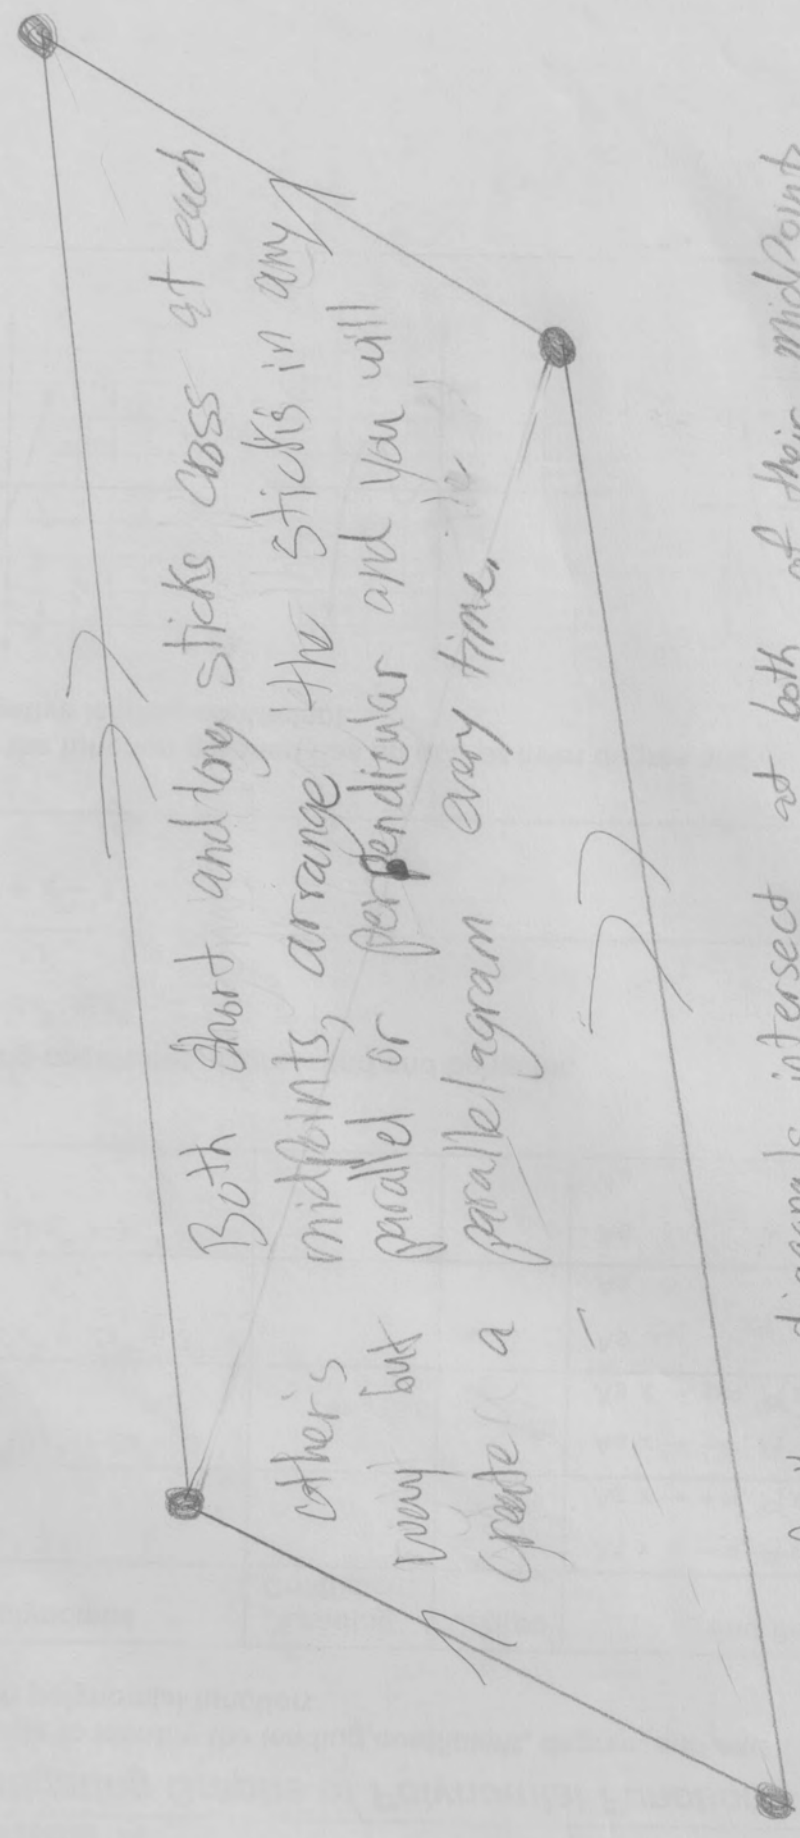 Both short and long sticks cross at each
others midpoints, arrange the sticks in any
way but parallel or perpendicular and you will
create a parallelagram every time.
diagonals intersect at both of their midpoints